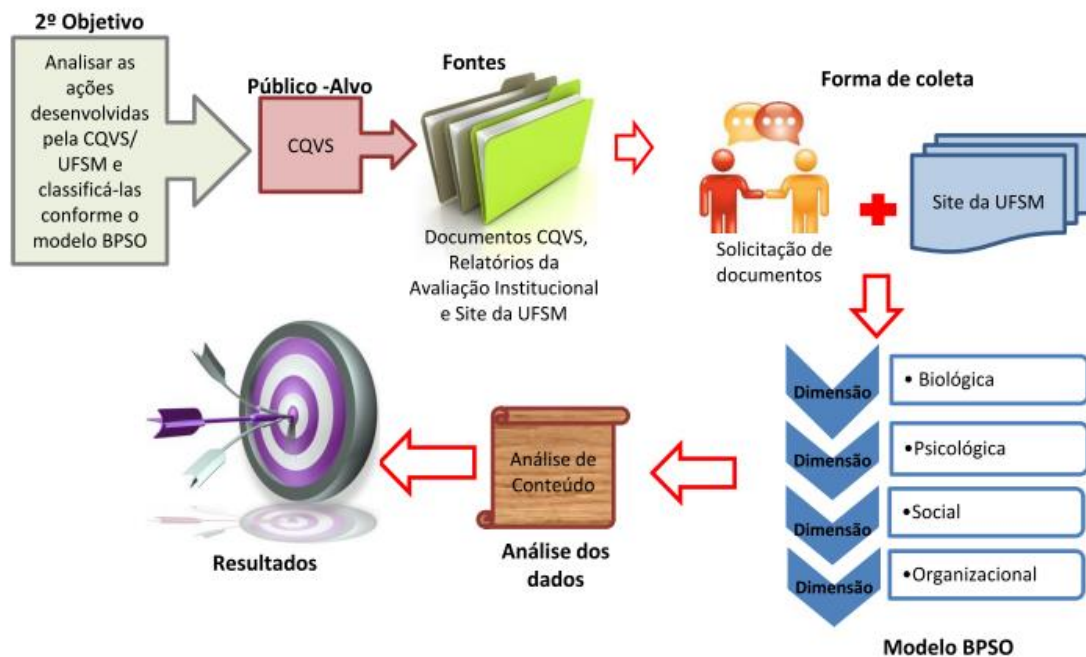 2º Objetivo
Analisar as
ações
desenvolvidas
pela CQVS/
UFSM e
classificá-las
conforme o
modelo BPSO
Público -Alvo
CQVS
Fontes
Documentos CQVS,
Relatórios da
Avaliação Institucional
e Site da UFSM
Forma de coleta
Solicitação de
documentos
Site da UFSM
Dimensão
• Biológica
Dimensão
•Psicológica
Dimensão
•Social
Dimensão
•Organizacional
Modelo BPSO
Análise de
Conteúdo
Análise dos
dados
Resultados